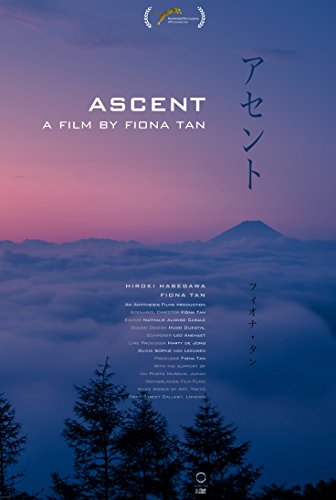 ASCENT
A FILM BY FIONA TAN
アセント
HIROKI HASEGAWA
FIONA TAN
AN ANTITHESIS FILMS PRODUCTION
SCENARIO, DIRECTOR FIONA TAN
EDITOR NATHALIE ALONSO CASALE
SOUND DESIGN HUGO DIJKSTAL
COMPOSER LEO ANEMAET
LINE PRODUCER MARTY DE JONG
OLIVIA SOPHIE VAN LEEUWEN
PRODUCER FIONA TAN
WITH THE SUPPORT OF
IZU PHOTO MUSEUM, JAPAN
NETHERLANDS FILM FUND
WAKO WORKS OF ART, TOKYO
FRITH STREET GALLERY, LONDON
フィオナ・タン